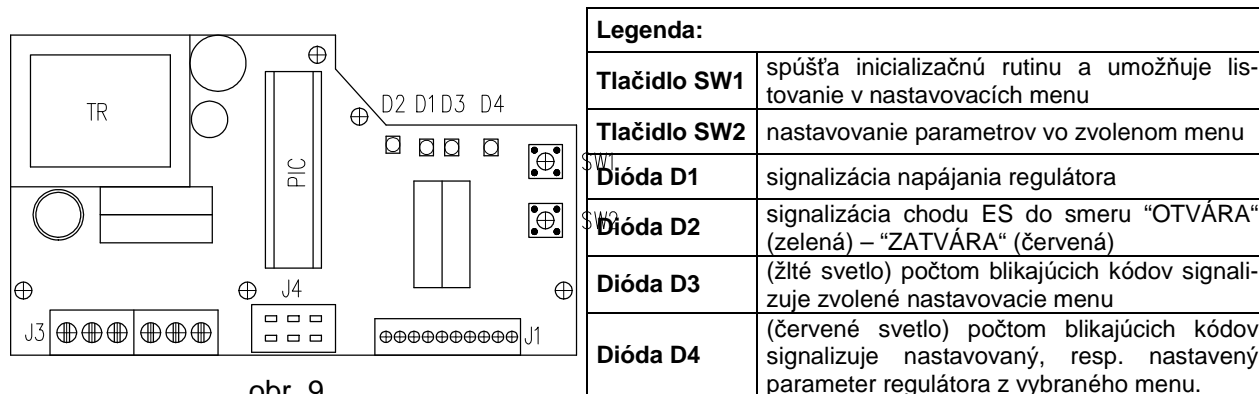 TR
PIC
D2 D1 D3 D4
SW1
SW2
J4
J3
J1
obr. 9
Legenda:
Tlačidlo SW1
spúšťa inicializačnú rutinu a umožňuje lis-
tovanie v nastavovacích menu
Tlačidlo SW2
nastavovanie parametrov vo zvolenom menu
Dióda D1
signalizácia napájania regulátora
Dióda D2
signalizácia chodu ES do smeru “OTVÁRA“
(zelená) – “ZATVÁRA“ (červená)
Dióda D3
(žlté svetlo) počtom blikajúcich kódov signali-
zuje zvolené nastavovacie menu
Dióda D4
(červené svetlo) počtom blikajúcich kódov
signalizuje nastavovaný, resp. nastavený
parameter regulátora z vybraného menu.